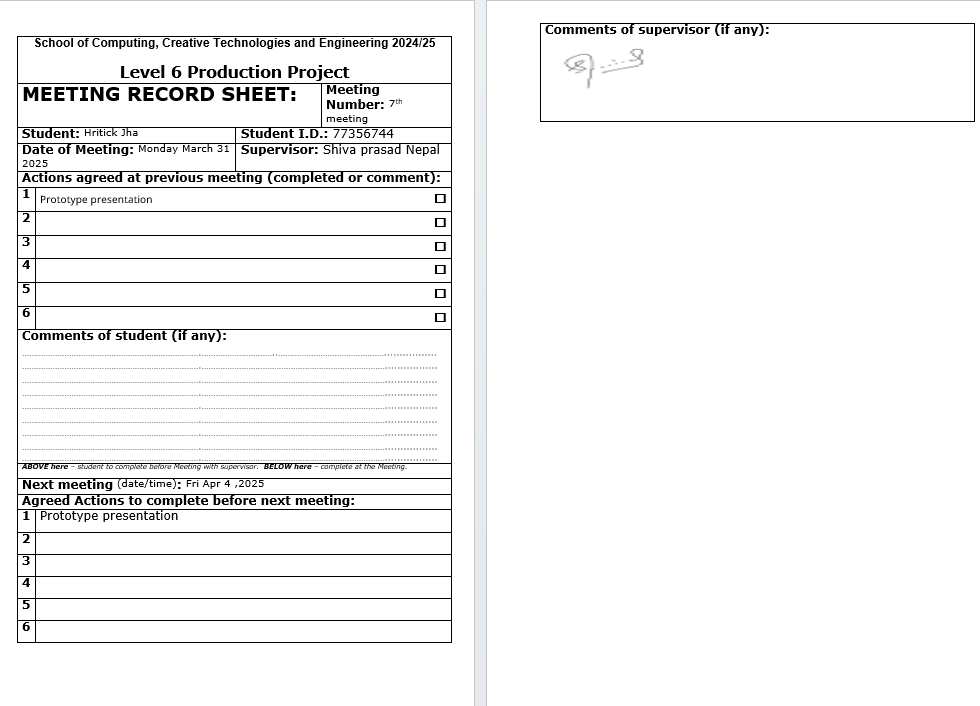 School of Computing, Creative Technologies and Engineering 2024/25
Level 6 Production Project
MEETING RECORD SHEET:
Meeting
Number: 7th
meeting
Student: Hritick Jha
Student I.D.: 77356744
Date of Meeting: Monday March 31
2025
Supervisor: Shiva prasad Nepal
Actions agreed at previous meeting (completed or comment):
1 Prototype presentation ☐
2 ☐
3 ☐
4 ☐
5 ☐
6 ☐
Comments of student (if any):
ABOVE here – student to complete before Meeting with supervisor. BELOW here – complete at the Meeting.
Next meeting (date/time): Fri Apr 4 ,2025
Agreed Actions to complete before next meeting:
1 Prototype presentation
2
3
4
5
6
Comments of supervisor (if any):